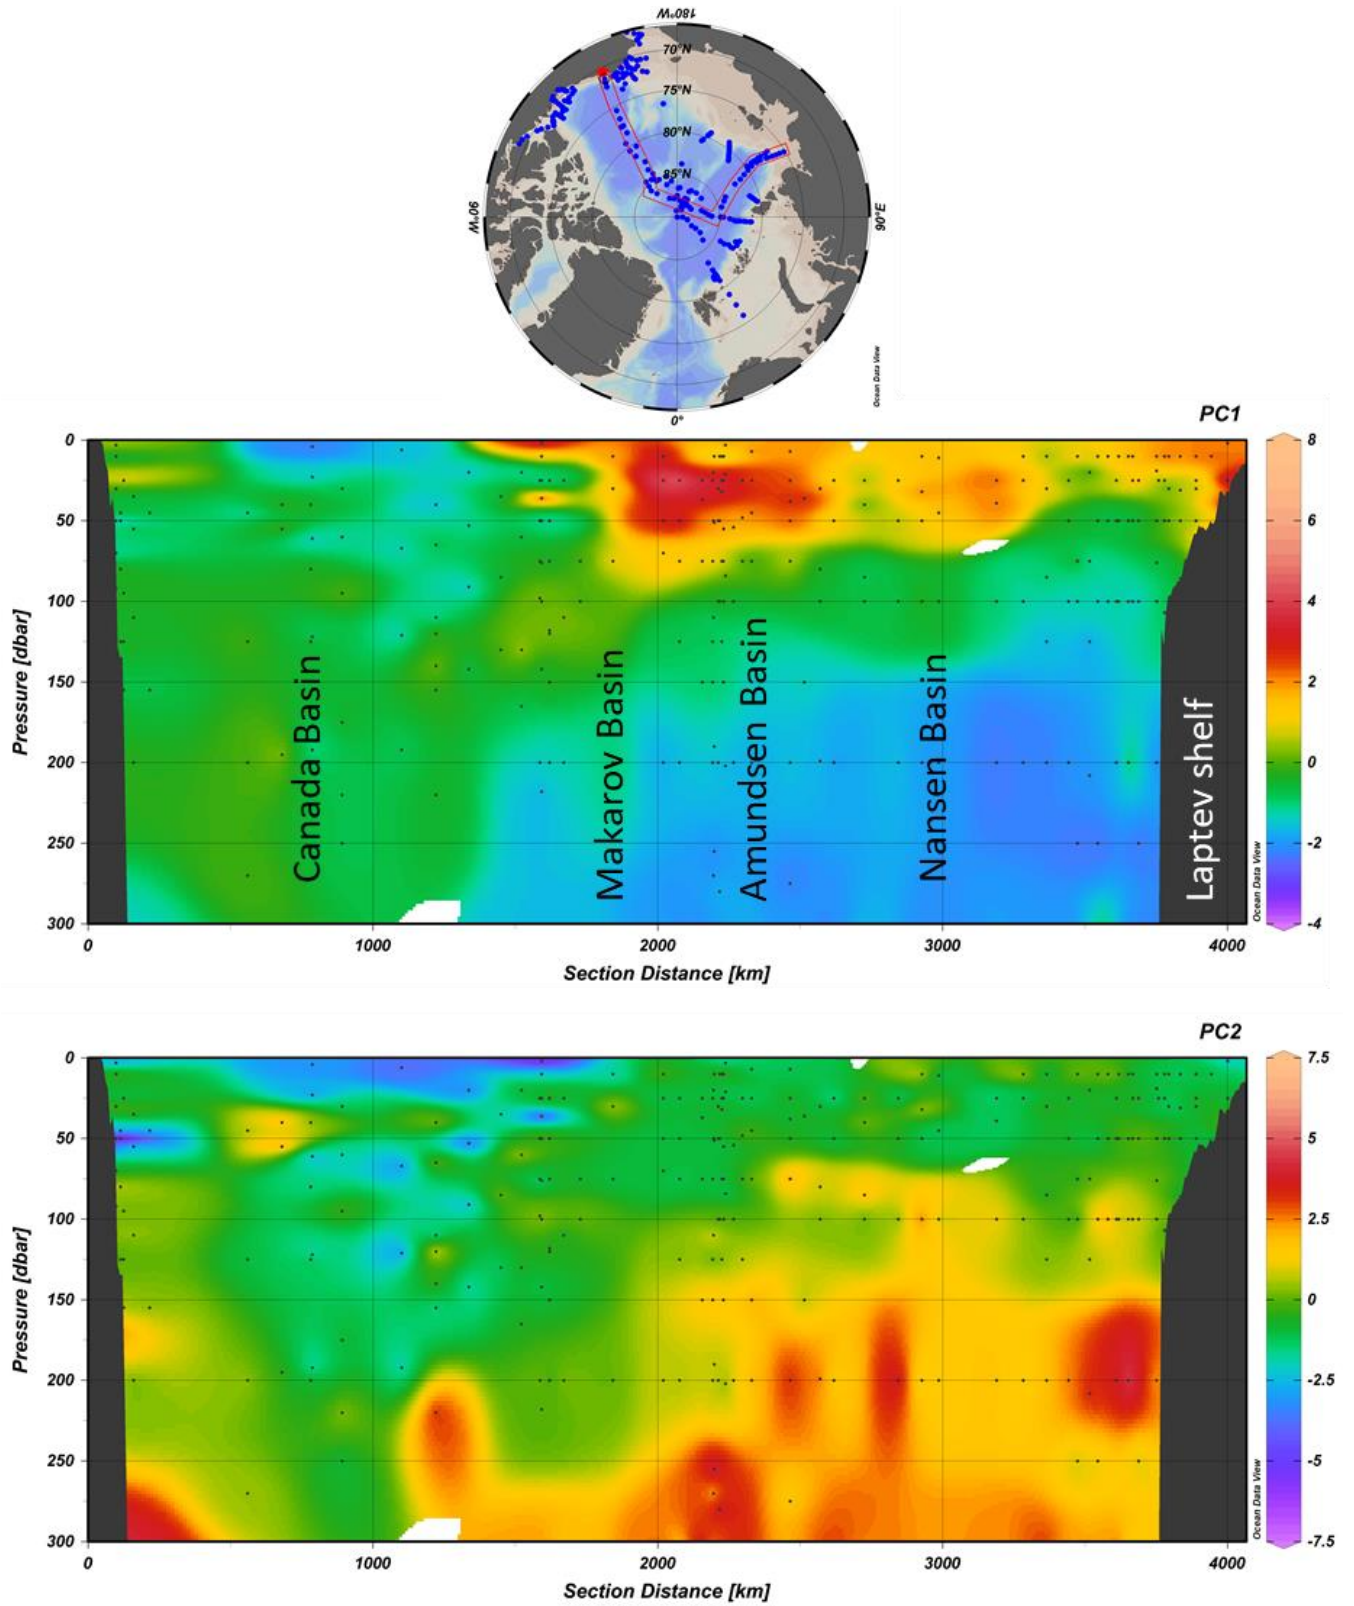 180°W
70°N
75°N
80°N
85°N
90°W
90°E
0°
Ocean Data View
PC1
0
50
100
150
200
250
300
Pressure [dbar]
Canada Basin
Makarov Basin
Amundsen Basin
Nansen Basin
Laptev shelf
Ocean Data View
8
6
4
2
0
-2
-4
0
1000
2000
3000
4000
Section Distance [km]
PC2
0
50
100
150
200
250
300
Pressure [dbar]
Ocean Data View
7.5
5
2.5
0
-2.5
-5
-7.5
0
1000
2000
3000
4000
Section Distance [km]